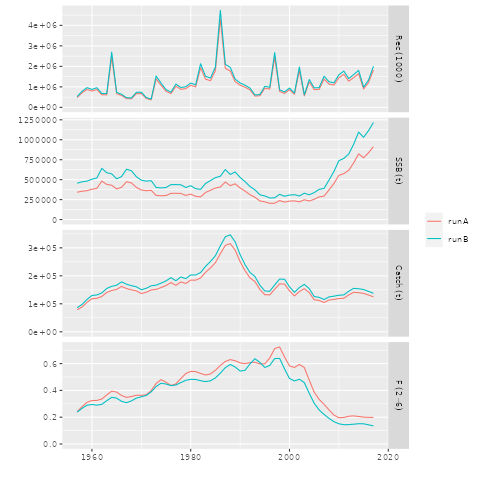 4e+06
3e+06
2e+06
1e+06
0e+00
Rec (1000)
1250000
1000000
750000
500000
250000
0
SSB (t)
3e+05
2e+05
1e+05
0e+00
Catch (t)
0.6
0.4
0.2
0.0
F (2-6)
1960
1980
2000
2020
runA
runB